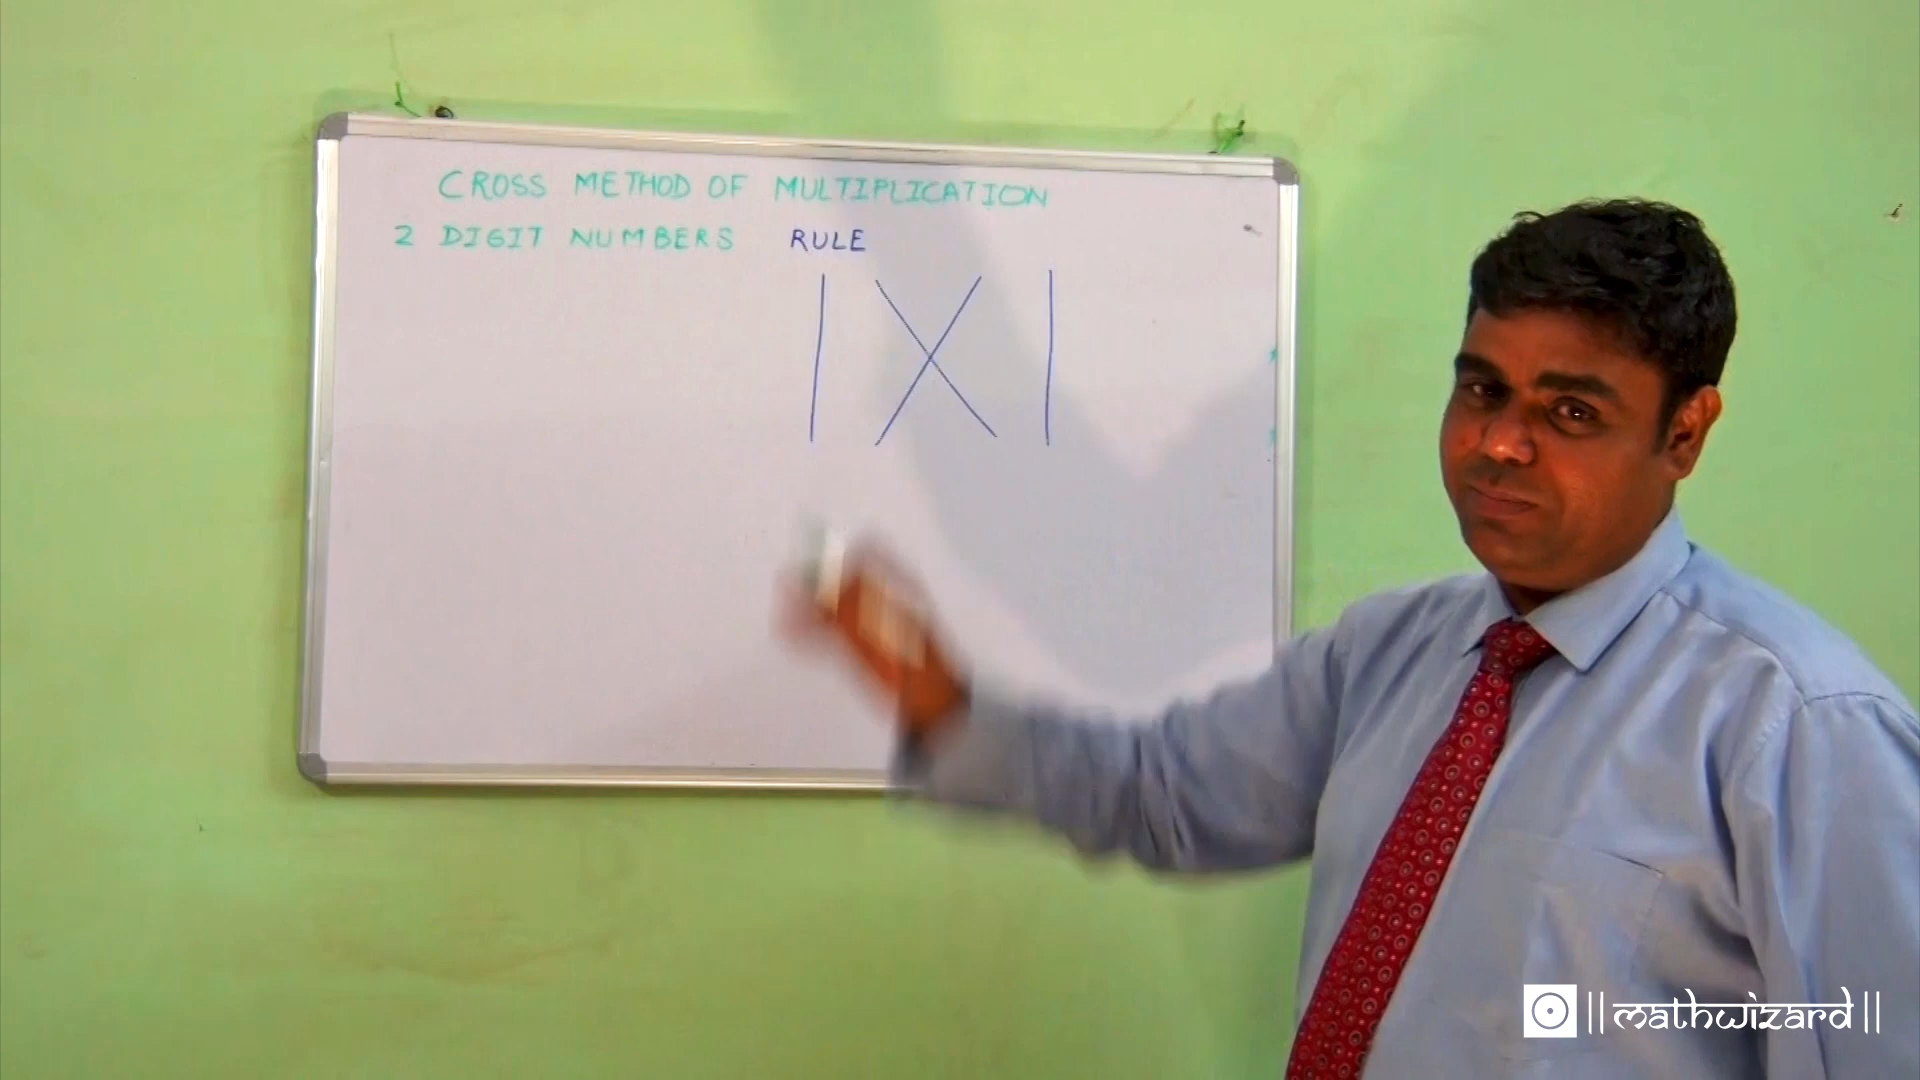 CROSS METHOD OF MULTIPLICATION
2 DIGIT NUMBERS RULE
|| mathwizard ||